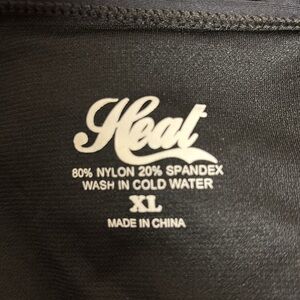 Heat
80% NYLON 20% SPANDEX
WASH IN COLD WATER
XL
MADE IN CHINA